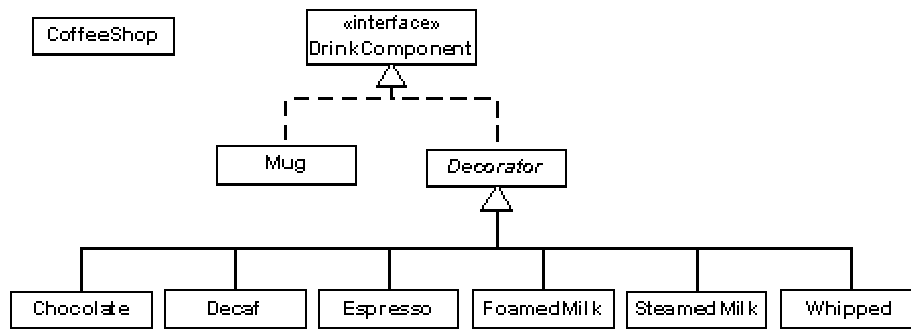 CoffeeShop
«interface»
DrinkComponent
Mug
Decorator
Chocolate
Decaf
Espresso
FoamedMilk
SteamedMilk
Whipped